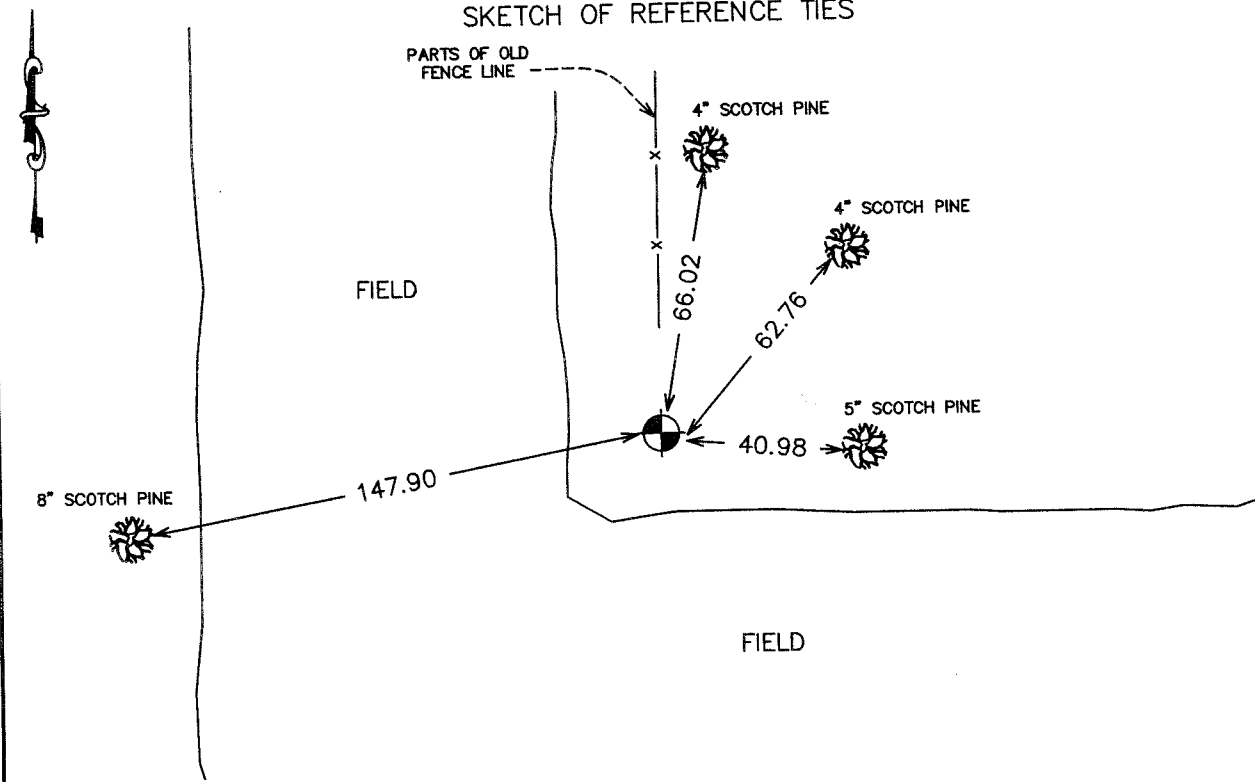 SKETCH OF REFERENCE TIES
PARTS OF OLD
FENCE LINE
4" SCOTCH PINE
4" SCOTCH PINE
66.02
FIELD
62.76
5" SCOTCH PINE
40.98
147.90
8" SCOTCH PINE
FIELD